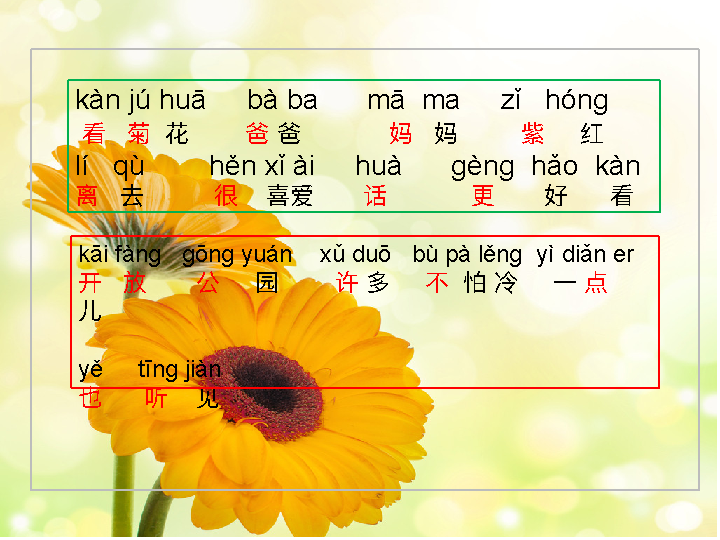 kàn jú huā bà ba mā ma zǐ hóng
看 菊 花 爸 爸 妈 妈 紫 红
lí qù hěn xǐ ài huà gèng hǎo kàn
离 去 很 喜爱 话 更 好 看
kāi fàng gōng yuán xǔ duō bù pà lěng yì diǎn er
开 放 公 园 许 多 不 怕 冷 一 点
儿
yě tīng jiàn
也 听 见